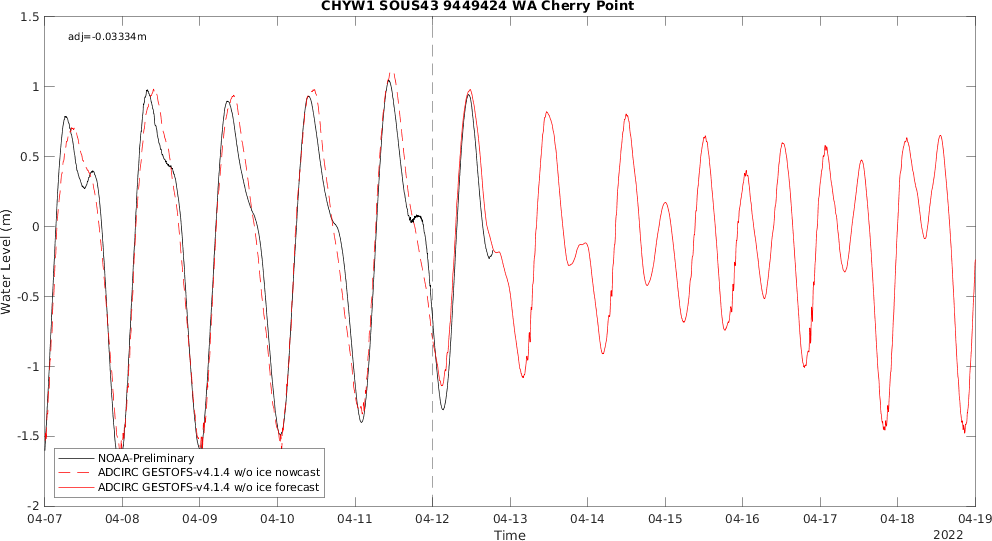 CHYW1 SOUS43 9449424 WA Cherry Point
adj=-0.03334m
1.5
1
0.5
0
-0.5
-1
-1.5
-2
Water Level (m)
NOAA-Preliminary
ADCIRC GESTOFS-v4.1.4 w/o ice nowcast
ADCIRC GESTOFS-v4.1.4 w/o ice forecast
04-07 04-08 04-09 04-10 04-11 04-12 04-13 04-14 04-15 04-16 04-17 04-18 04-19
Time
2022